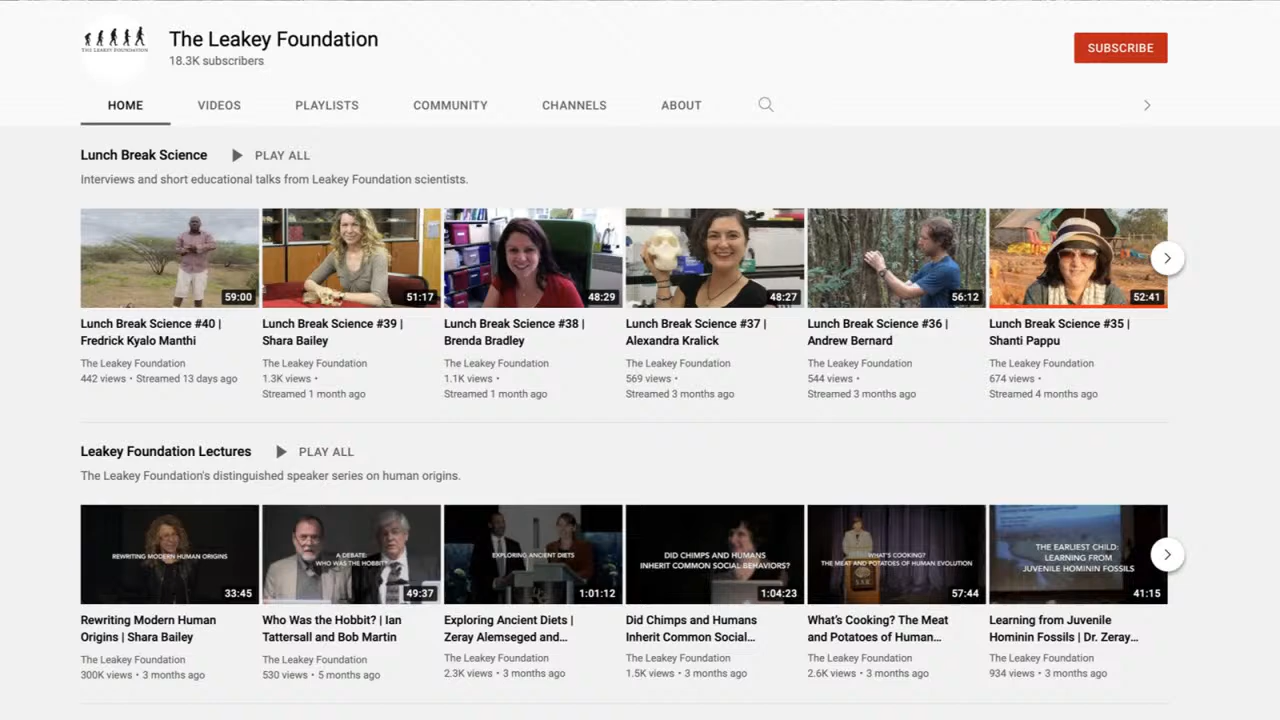 THE LEAKEY FOUNDATION
The Leakey Foundation
18.3K subscribers
SUBSCRIBE
HOME
VIDEOS
PLAYLISTS
COMMUNITY
CHANNELS
ABOUT
Lunch Break Science
PLAY ALL
Interviews and short educational talks from Leakey Foundation scientists.
59:00
51:17
48:29
48:27
56:12
52:41
Lunch Break Science #40 |
Fredrick Kyalo Manthi
The Leakey Foundation
442 views • Streamed 13 days ago
Lunch Break Science #39 |
Shara Bailey
The Leakey Foundation
1.3K views •
Streamed 1 month ago
Lunch Break Science #38 |
Brenda Bradley
The Leakey Foundation
1.1K views •
Streamed 1 month ago
Lunch Break Science #37 |
Alexandra Kralick
The Leakey Foundation
569 views •
Streamed 3 months ago
Lunch Break Science #36 |
Andrew Bernard
The Leakey Foundation
544 views •
Streamed 3 months ago
Lunch Break Science #35 |
Shanti Pappu
The Leakey Foundation
674 views •
Streamed 4 months ago
Leakey Foundation Lectures
PLAY ALL
The Leakey Foundation's distinguished speaker series on human origins.
REWRITING MODERN HUMAN ORIGINS
33:45
A DEBATE:
WHO WAS THE HOBBIT?
49:37
EXPLORING ANCIENT DIETS
1:01:12
DID CHIMPS AND HUMANS
INHERIT COMMON SOCIAL BEHAVIORS?
1:04:23
WHAT'S COOKING?
THE MEAT AND POTATOES OF HUMAN EVOLUTION
57:44
THE EARLIEST CHILD:
LEARNING FROM
JUVENILE HOMININ FOSSILS
41:15
Rewriting Modern Human
Origins | Shara Bailey
The Leakey Foundation
300K views • 3 months ago
Who Was the Hobbit? | Ian
Tattersall and Bob Martin
The Leakey Foundation
530 views • 5 months ago
Exploring Ancient Diets |
Zeray Alemseged and...
The Leakey Foundation
2.3K views • 3 months ago
Did Chimps and Humans
Inherit Common Social...
The Leakey Foundation
1.5K views • 3 months ago
What's Cooking? The Meat
and Potatoes of Human...
The Leakey Foundation
2.6K views • 3 months ago
Learning from Juvenile
Hominin Fossils | Dr. Zeray...
The Leakey Foundation
934 views • 3 months ago